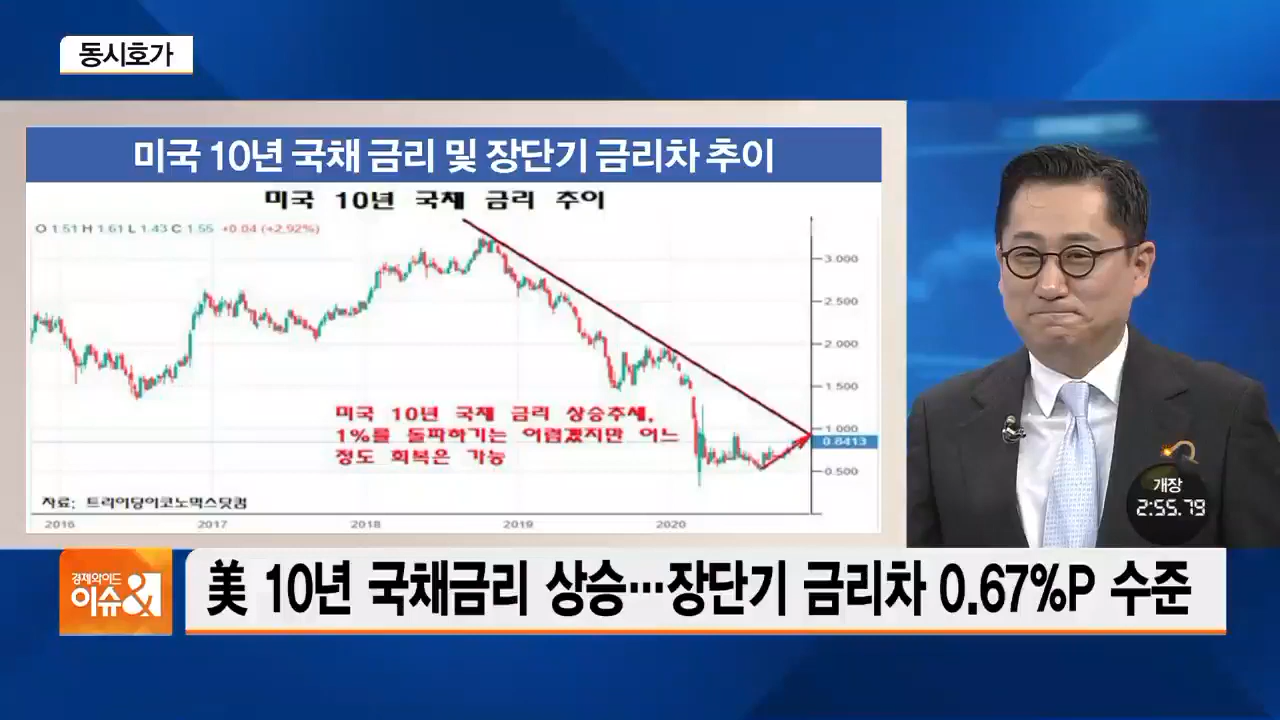 동시호가
미국 10년 국채 금리 및 장단기 금리차 추이
미국 10년 국채 금리 추이
O 1.51 H 1.61 L 1.43 C 1.55 +0.04 (+2.92%)
3.000
2.500
2.000
1.500
1.000
0.8413
0.500
미국 10년 국채 금리 상승추세,
1%를 돌파하기는 어렵겠지만 어느
정도 회복은 가능
자료: 트리이딩이코노믹스닷컴
2016 2017 2018 2019 2020
개장
2:55.79
경제와이드
이슈&
美 10년 국채금리 상승…장단기 금리차 0.67%P 수준